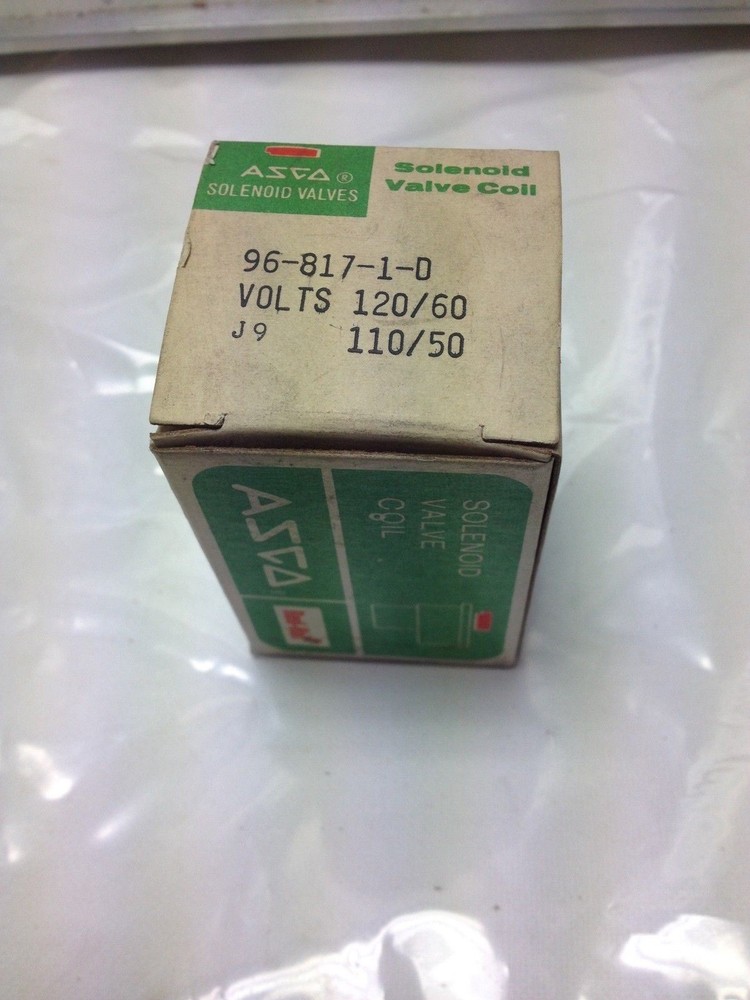 ASCO ®
SOLENOID VALVES
Solenoid
Valve Coil
96-817-1-D
VOLTS 120/60
J9 110/50
ASCO
SOLENOID
VALVE
COIL